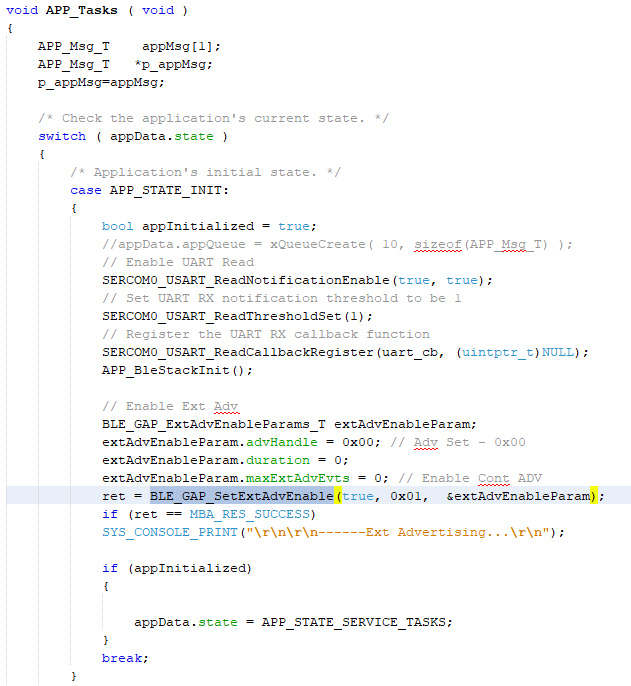 void APP_Tasks ( void )
{
    APP_Msg_T    appMsg[1];
    APP_Msg_T   *p_appMsg;
    p_appMsg=appMsg;

    /* Check the application's current state. */
    switch ( appData.state )
    {
        /* Application's initial state. */
        case APP_STATE_INIT:
        {
            bool appInitialized = true;
            //appData.appQueue = xQueueCreate( 10, sizeof(APP_Msg_T) );
            // Enable UART Read
            SERCOM0_USART_ReadNotificationEnable(true, true);
            // Set UART RX notification threshold to be 1
            SERCOM0_USART_ReadThresholdSet(1);
            // Register the UART RX callback function
            SERCOM0_USART_ReadCallbackRegister(uart_cb, (uintptr_t)NULL);
            APP_BleStackInit();

            // Enable Ext Adv
            BLE_GAP_ExtAdvEnableParams_T extAdvEnableParam;
            extAdvEnableParam.advHandle = 0x00; // Adv Set - 0x00
            extAdvEnableParam.duration = 0;
            extAdvEnableParam.maxExtAdvEvts = 0; // Enable Cont ADV
            ret = BLE_GAP_SetExtAdvEnable(true, 0x01,  &extAdvEnableParam);
            if (ret == MBA_RES_SUCCESS)
            SYS_CONSOLE_PRINT("\r\n\r\n------Ext Advertising...\r\n");

            if (appInitialized)
            {

                appData.state = APP_STATE_SERVICE_TASKS;
            }
            break;
        }